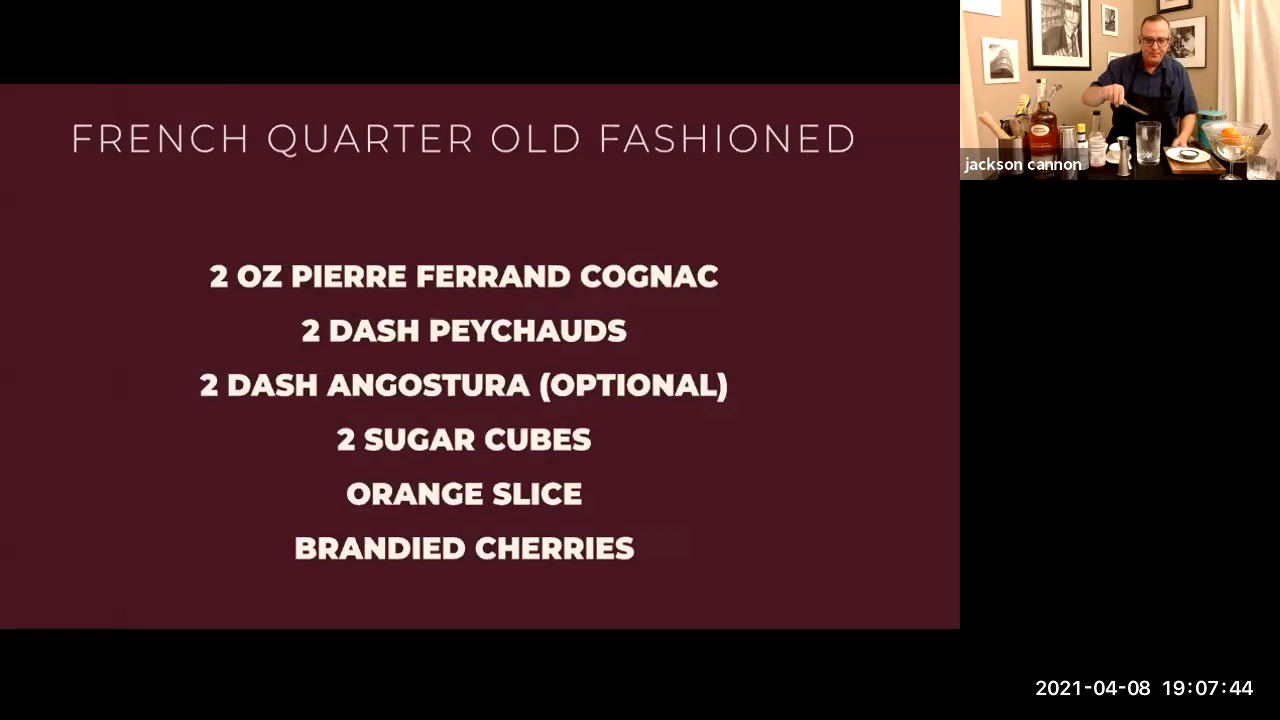 FRENCH QUARTER OLD FASHIONED
2 OZ PIERRE FERRAND COGNAC
2 DASH PEYCHAUDS
2 DASH ANGOSTURA (OPTIONAL)
2 SUGAR CUBES
ORANGE SLICE
BRANDIED CHERRIES
jackson cannon
2021-04-08 19:07:44